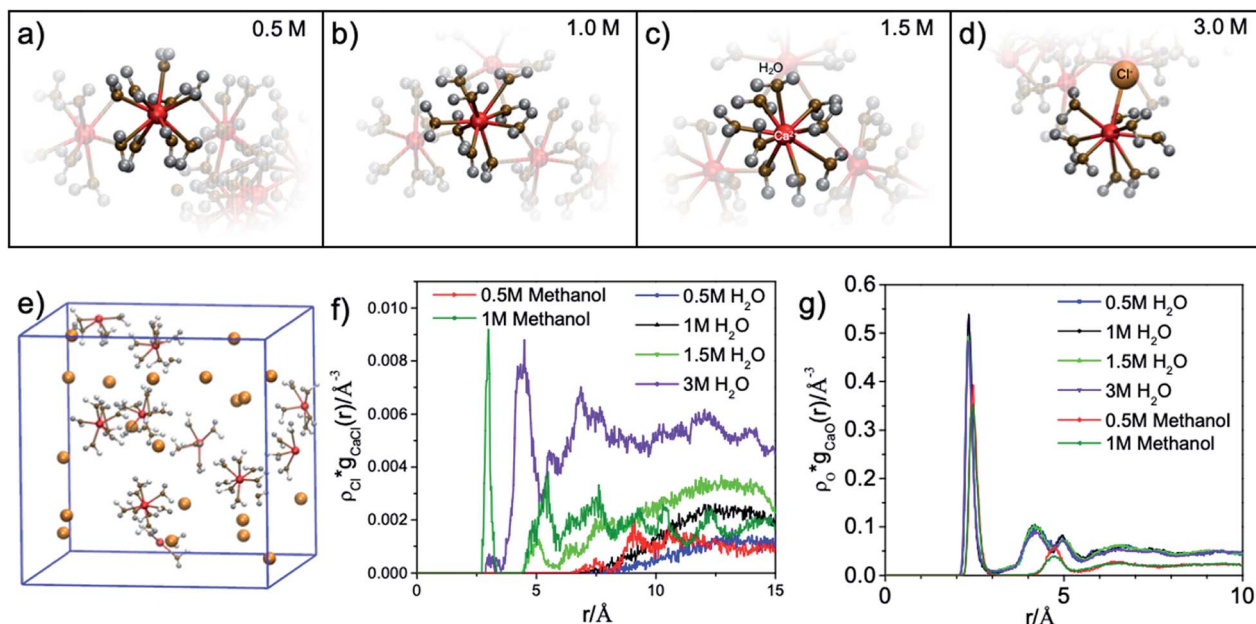 a) 0.5 M
b) 1.0 M
c) 1.5 M
H₂O
Ca²⁺
d) 3.0 M
Cl⁻
e)
f)
0.5M Methanol
1M Methanol
0.5M H₂O
1M H₂O
1.5M H₂O
3M H₂O
ρCl*gCaCl(r)/Å⁻³
0.010
0.008
0.006
0.004
0.002
0.000
0 5 10 15
r/Å
g)
0.5M H₂O
1M H₂O
1.5M H₂O
3M H₂O
0.5M Methanol
1M Methanol
ρO*gCaO(r)/Å⁻³
0.6
0.5
0.4
0.3
0.2
0.1
0.0
0 5 10
r/Å